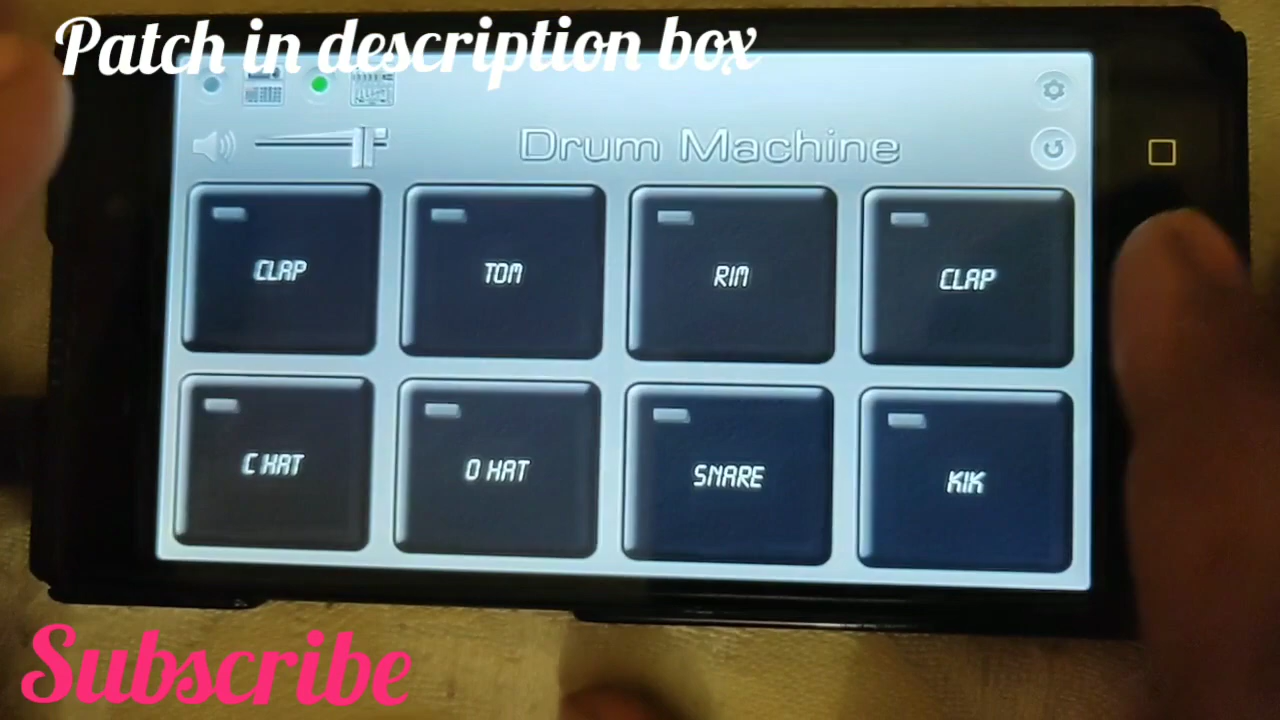 Patch in description box
Drum Machine
CLAP TOM RIM CLAP
C HAT O HAT SNARE KIK
Subscribe